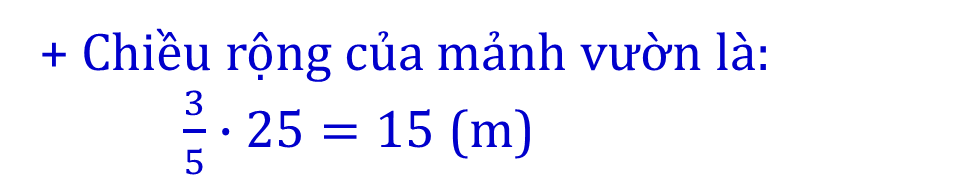 + Chiều rộng của mảnh vườn là:
3/5 · 25 = 15 (m)